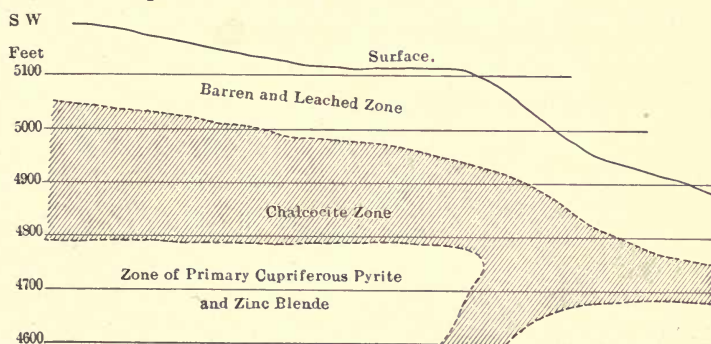 S W
Feet
Surface.
5100
Barren and Leached Zone
5000
4900
Chalcocite Zone
4800
Zone of Primary Cupriferous Pyrite
4700
and Zinc Blende
4600